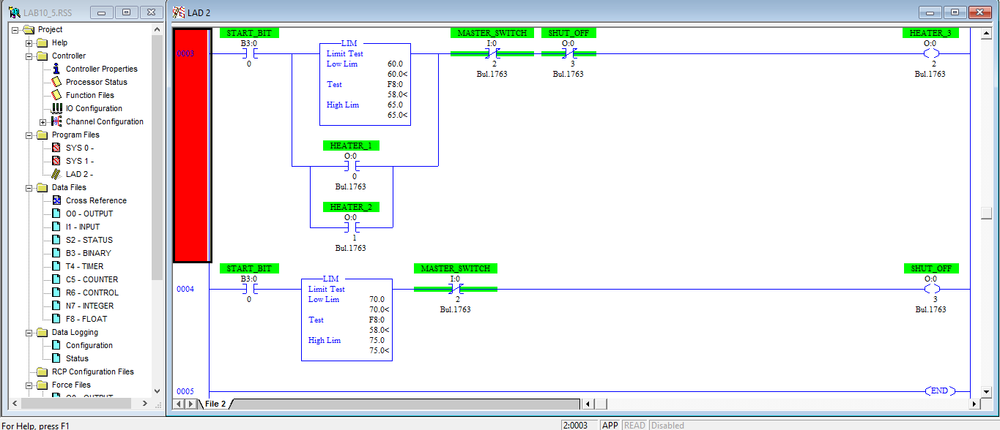 LAB10_5.RSS
Project
Help
Controller
Controller Properties
Processor Status
Function Files
IO Configuration
Channel Configuration
Program Files
SYS 0 -
SYS 1 -
LAD 2 -
Data Files
Cross Reference
O0 - OUTPUT
I1 - INPUT
S2 - STATUS
B3 - BINARY
T4 - TIMER
C5 - COUNTER
R6 - CONTROL
N7 - INTEGER
F8 - FLOAT
Data Logging
Configuration
Status
RCP Configuration Files
Force Files
O0 - OUTPUT
LAD 2
0003
START_BIT
B3:0
0
LIM
Limit Test
Low Lim 60.0
60.0<
Test F8:0
58.0<
High Lim 65.0
65.0<
HEATER_1
O:0
0
Bul.1763
HEATER_2
O:0
1
Bul.1763
MASTER_SWITCH
I:0
2
Bul.1763
SHUT_OFF
O:0
3
Bul.1763
HEATER_3
O:0
2
Bul.1763
0004
START_BIT
B3:0
0
LIM
Limit Test
Low Lim 70.0
70.0<
Test F8:0
58.0<
High Lim 75.0
75.0<
MASTER_SWITCH
I:0
2
Bul.1763
SHUT_OFF
O:0
3
Bul.1763
0005
END
File 2
For Help, press F1
2:0003 APP READ Disabled